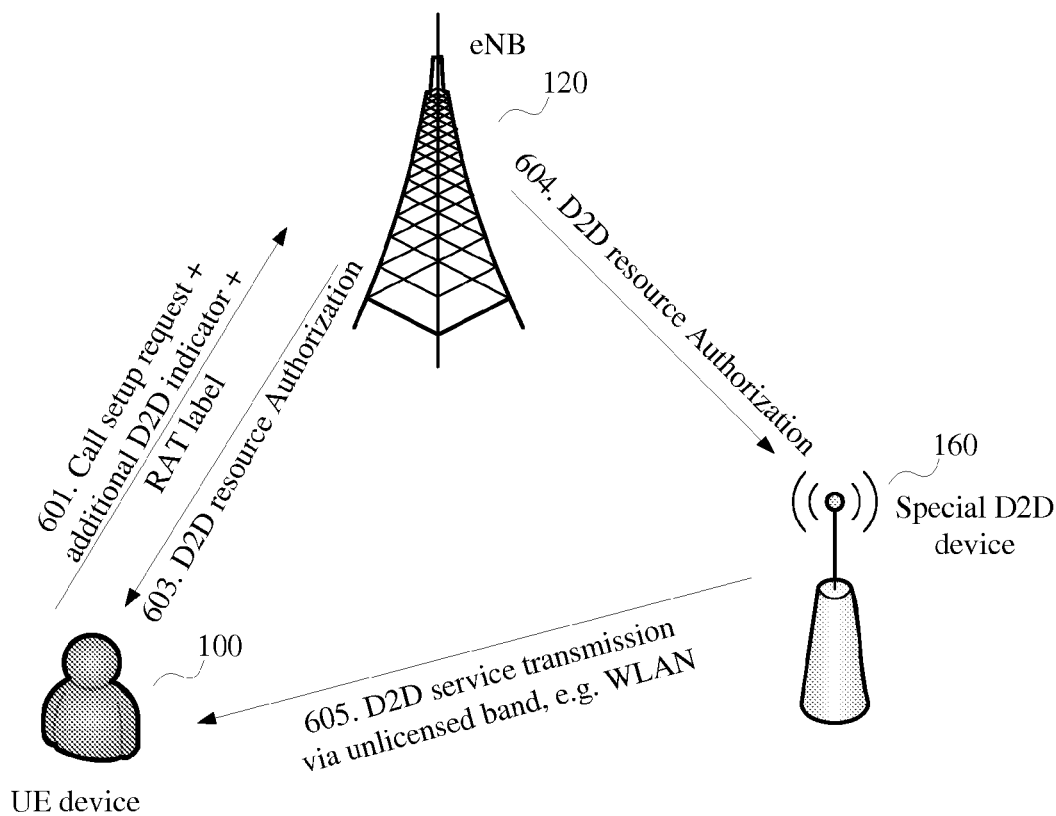 eNB
120
601. Call setup request +
additional D2D indicator +
RAT label
603. D2D resource Authorization
604. D2D resource Authorization
160
Special D2D
device
100
605. D2D service transmission
via unlicensed band, e.g. WLAN
UE device